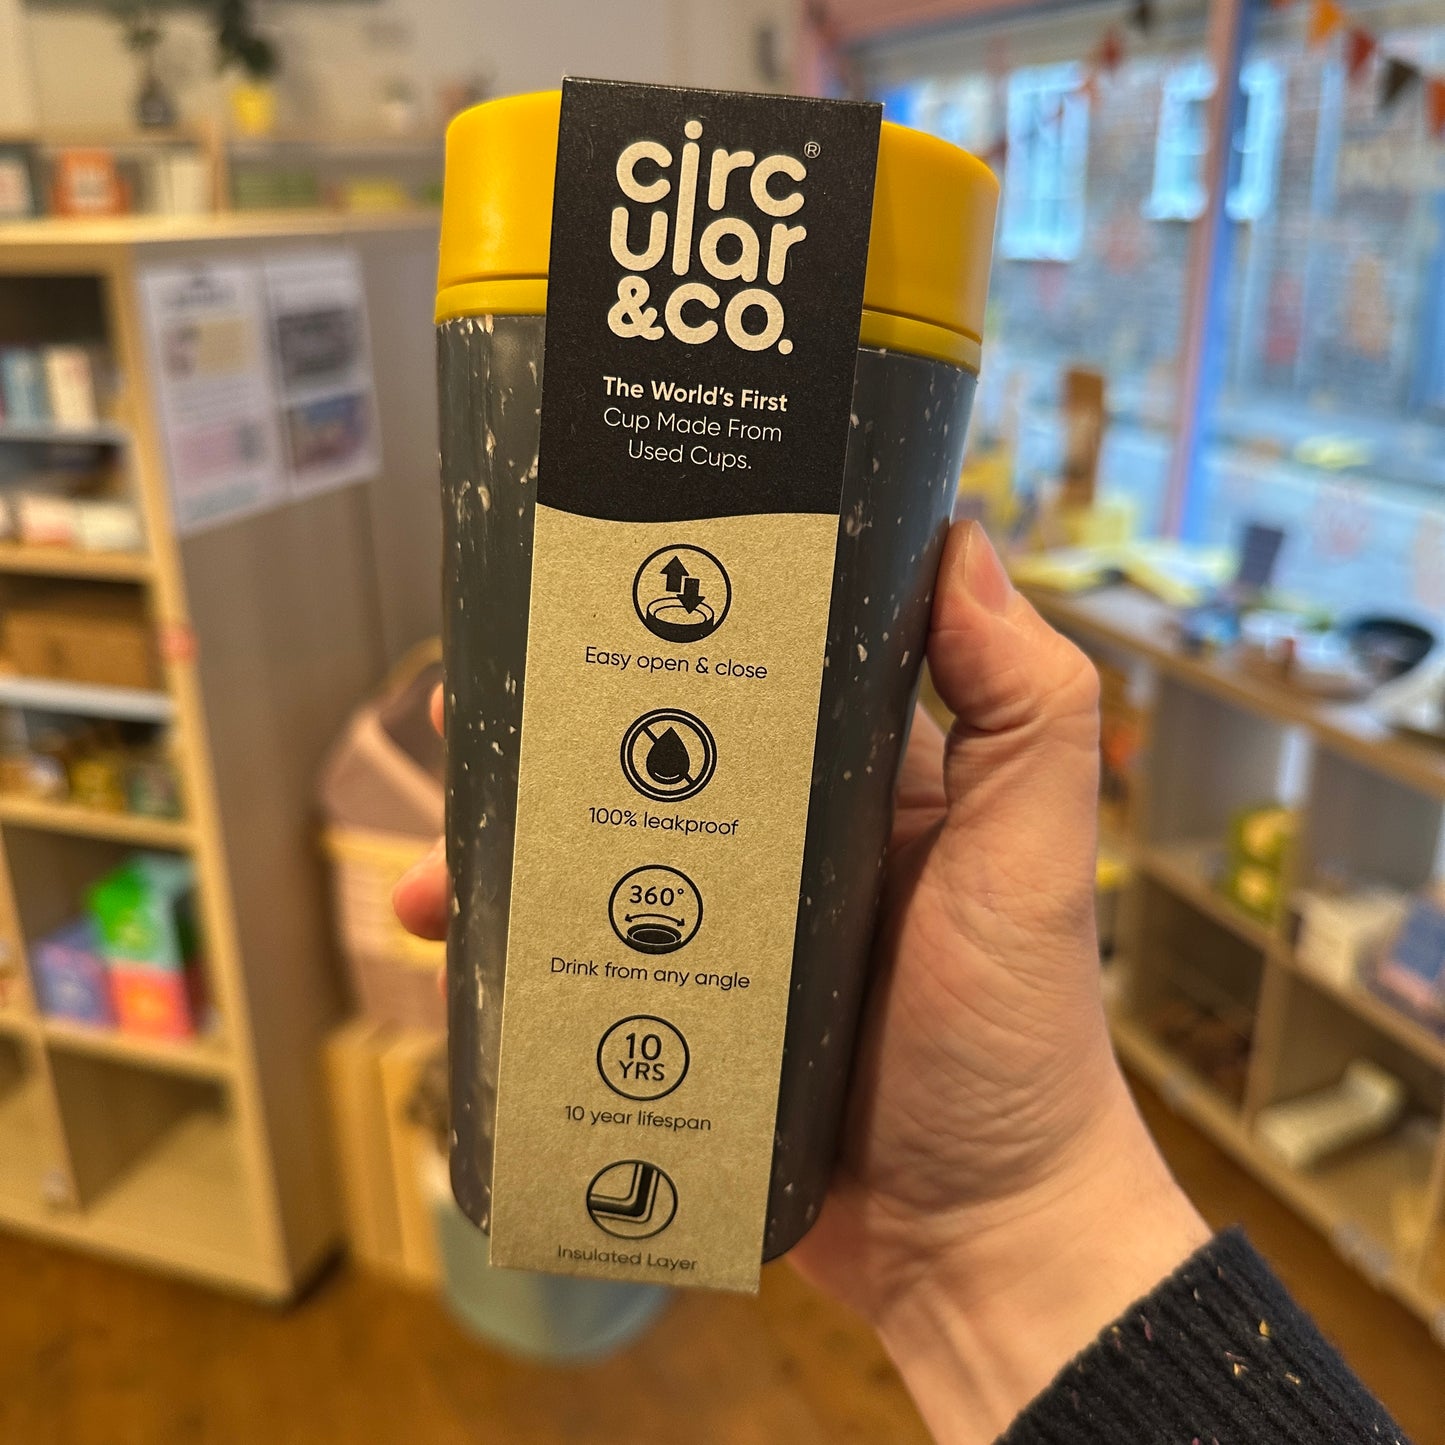 circ®
ular
&co.
The World's First
Cup Made From
Used Cups.
Easy open & close
100% leakproof
360°
Drink from any angle
10
YRS
10 year lifespan
Insulated Layer